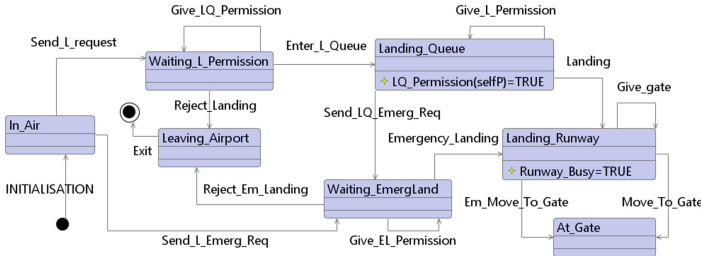 Give_LQ_Permission
Give_L_Permission
Send_L_request
Enter_L_Queue
Waiting_L_Permission
Landing_Queue
Landing
LQ_Permission(selfP)=TRUE
Give_gate
Reject_Landing
Send_LQ_Emerg_Req
In_Air
Leaving_Airport
Emergency_Landing
Landing_Runway
Exit
Runway_Busy=TRUE
INITIALISATION
Reject_Em_Landing
Waiting_EmergLand
Em_Move_To_Gate
Move_To_Gate
At_Gate
Send_L_Emerg_Req
Give_EL_Permission